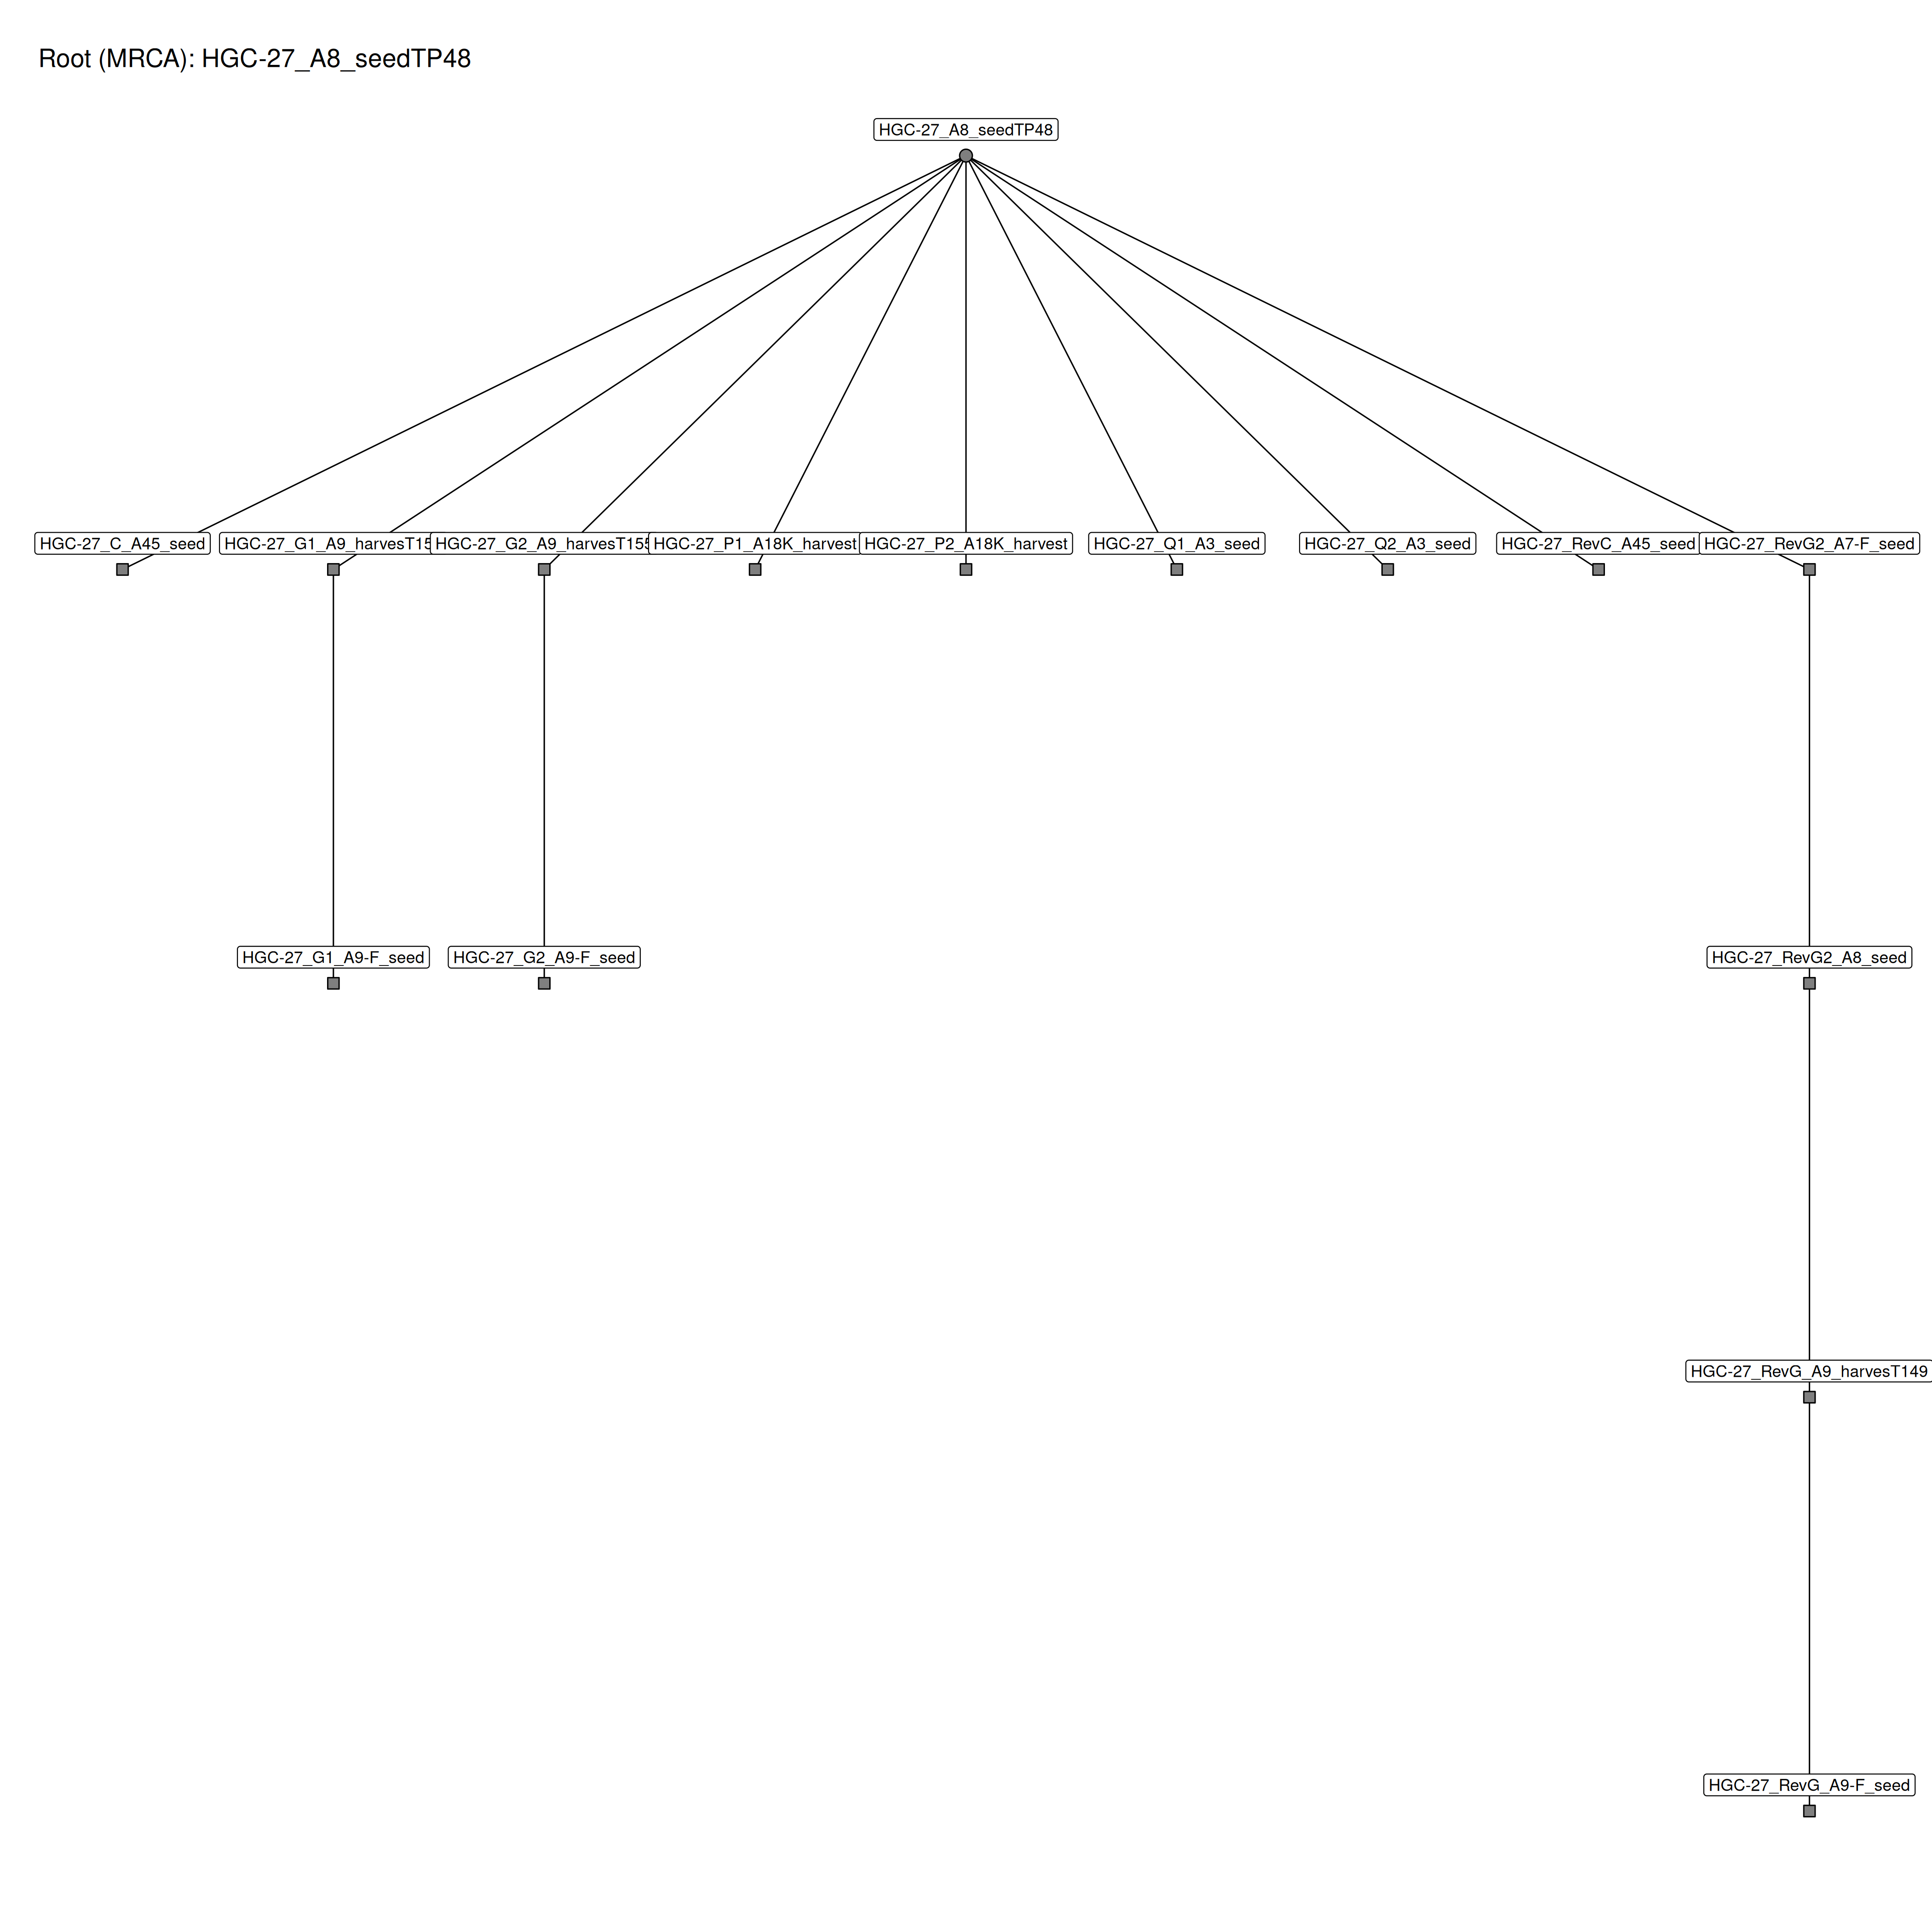 Root (MRCA): HGC-27_A8_seedTP48
HGC-27_A8_seedTP48
HGC-27_C_A45_seed
HGC-27_G1_A9_harvesT15
HGC-27_G2_A9_harvesT155
HGC-27_P1_A18K_harvest
HGC-27_P2_A18K_harvest
HGC-27_Q1_A3_seed
HGC-27_Q2_A3_seed
HGC-27_RevC_A45_seed
HGC-27_RevG2_A7-F_seed
HGC-27_G1_A9-F_seed
HGC-27_G2_A9-F_seed
HGC-27_RevG2_A8_seed
HGC-27_RevG_A9_harvesT149
HGC-27_RevG_A9-F_seed